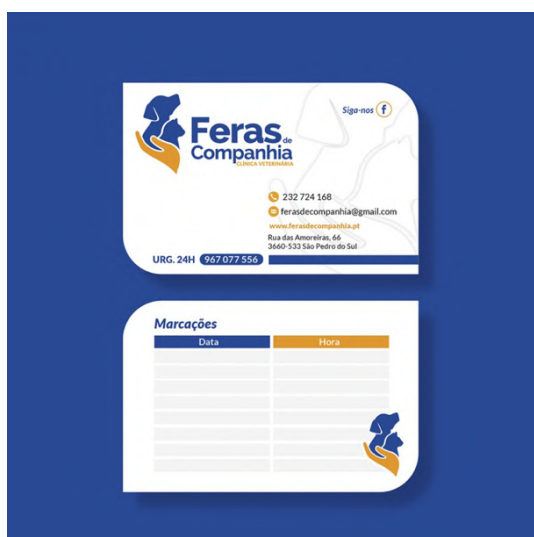 Siga-nos f
Feras de
Companhia
CLÍNICA VETERINÁRIA
232 724 168
ferasdecompanhia@gmail.com
www.ferasdecompanhia.pt
Rua das Amoreiras, 66
3660-533 São Pedro do Sul
URG. 24H 967 077 556
Marcações
Data Hora